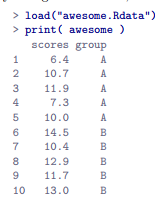 > load("awesome.Rdata")
> print( awesome )
scores group
1 6.4 A
2 10.7 A
3 11.9 A
4 7.3 A
5 10.0 A
6 14.5 B
7 10.4 B
8 12.9 B
9 11.7 B
10 13.0 B